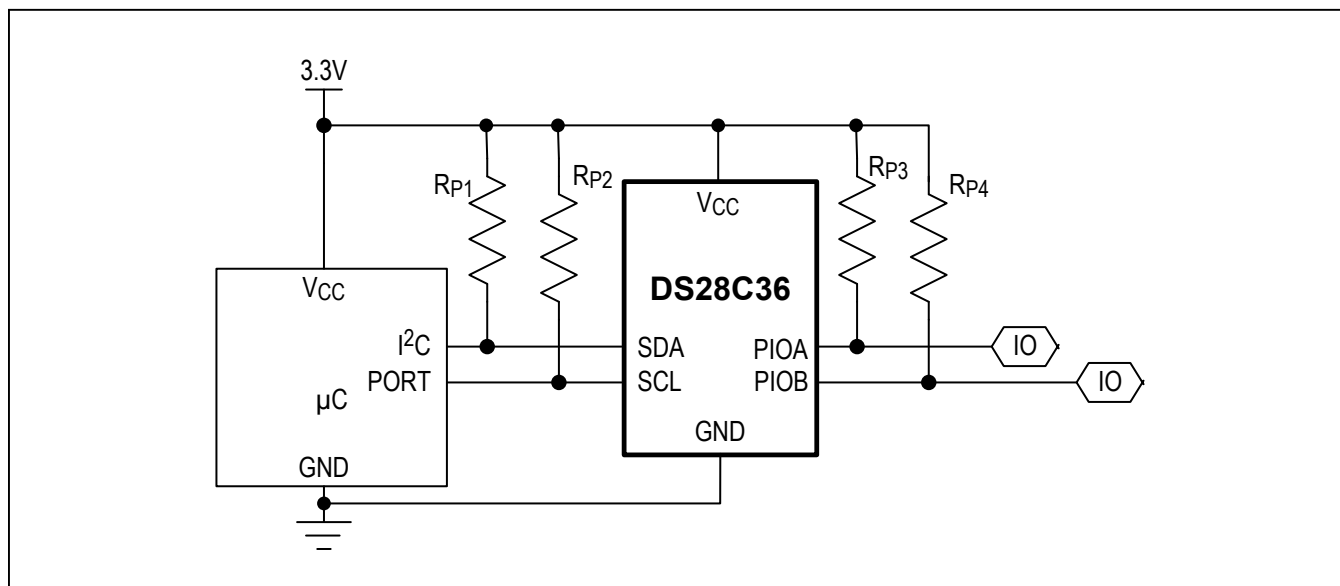 3.3V
RP1
RP2
RP3
RP4
VCC
VCC
DS28C36
I2C
PORT
µC
SDA
SCL
PIOA
PIOB
IO
IO
GND
GND